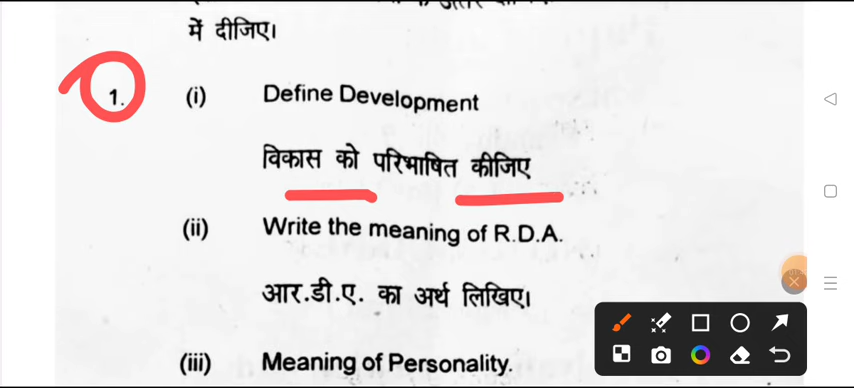 में दीजिए।
1. (i) Define Development
विकास को परिभाषित कीजिए
(ii) Write the meaning of R.D.A.
आर.डी.ए. का अर्थ लिखिए।
(iii) Meaning of Personality.